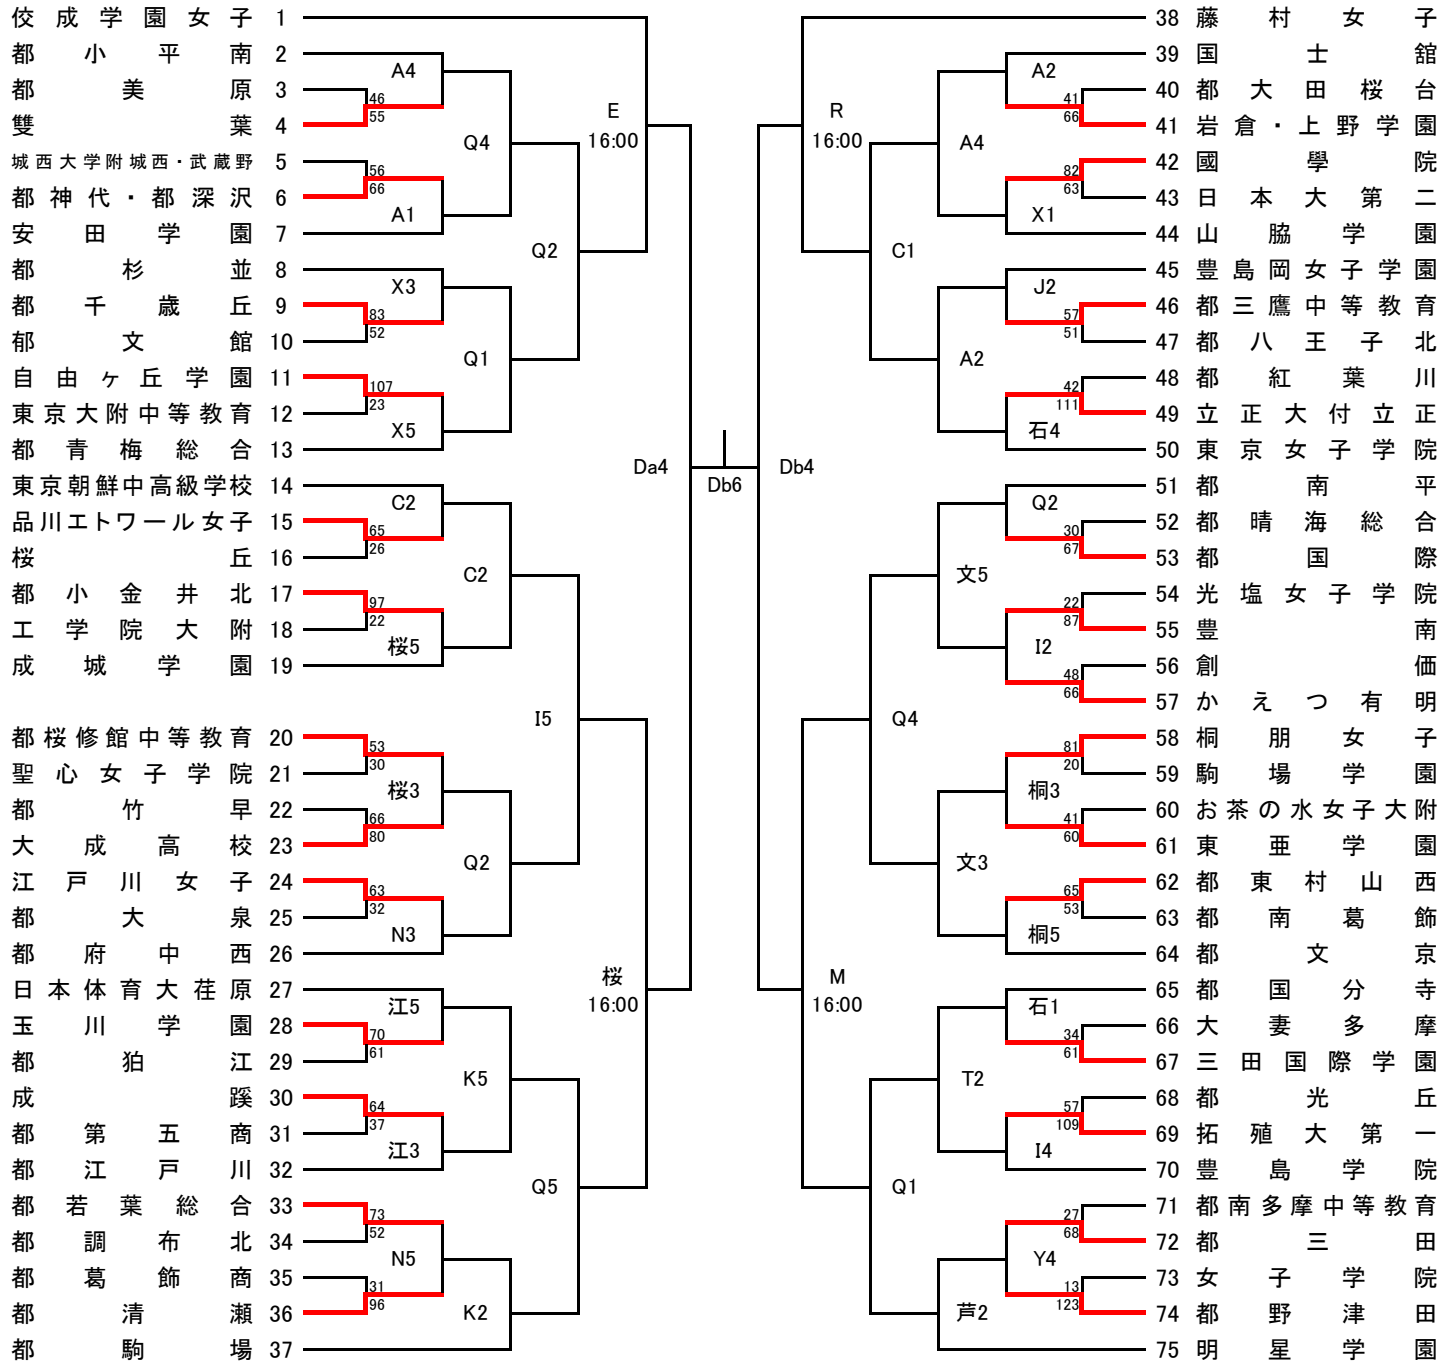 佼成学園女子 1
都小平南 2
都美原 3
雙葉 4
城西大学附城西・武蔵野 5
都神代・都深沢 6
安田学園 7
都杉並 8
都千歳丘 9
郁文館 10
自由ヶ丘学園 11
東京大附中等教育 12
都青梅総合 13
東京朝鮮中高級学校 14
品川エトワール女子 15
桜丘 16
都小金井北 17
工学院大附 18
成城学園 19
都桜修館中等教育 20
聖心女子学院 21
都竹早 22
大成高校 23
江戸川女子 24
都大泉 25
都府中西 26
日本体育大荏原 27
玉川学園 28
都狛江 29
成蹊 30
都第五商 31
都江戸川 32
都若葉総合 33
都調布北 34
都葛飾商 35
都清瀬 36
都駒場 37
A4
46
55
56
66
A1
X3
83
52
107
23
X5
C2
65
26
97
22
桜5
53
30
桜3
66
80
63
32
N3
江5
70
61
64
37
江3
73
52
N5
31
96
Q4
Q1
C2
Q2
K5
K2
Q2
I5
Q5
E
16:00
桜
16:00
Da4
Db6
Db4
R
16:00
M
16:00
C1
Q4
Q1
A4
A2
文5
文3
T2
芦2
A2
41
66
82
63
X1
J2
57
51
42
111
石4
Q2
30
67
22
87
I2
48
66
81
20
桐3
41
60
65
53
桐5
石1
34
61
57
109
I4
27
68
Y4
13
123
38 藤村女子
39 国士舘
40 都大田桜台
41 岩倉・上野学園
42 國學院
43 日本大第二
44 山脇学園
45 豊島岡女子学園
46 都三鷹中等教育
47 都八王子北
48 都紅葉川
49 立正大付立正
50 東京女子学院
51 都南平
52 都晴海総合
53 都国際
54 光塩女子学院
55 豊南
56 創価
57 かえつ有明
58 桐朋女子
59 駒場学園
60 お茶の水女子大附
61 東亜学園
62 都東村山西
63 都南葛飾
64 都文京
65 都国分寺
66 大妻多摩
67 三田国際学園
68 都光丘
69 拓殖大第一
70 豊島学院
71 都南多摩中等教育
72 都三田
73 女子学院
74 都野津田
75 明星学園